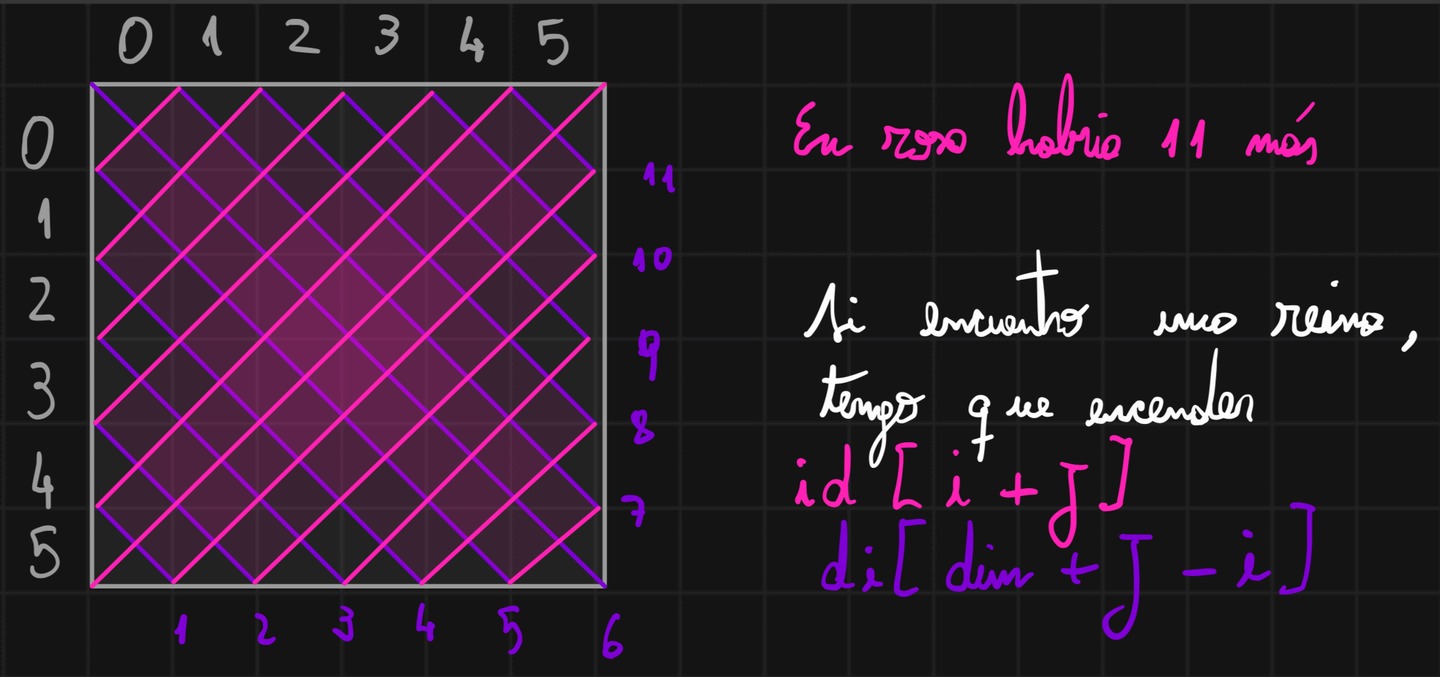 0 1 2 3 4 5
0
1
2
3
4
5
11
10
9
8
7
1 2 3 4 5 6
En rosa habría 11 más
Si encuentro una reina,
tengo que encender
id [ i + j ]
di [ dim + j - i ]